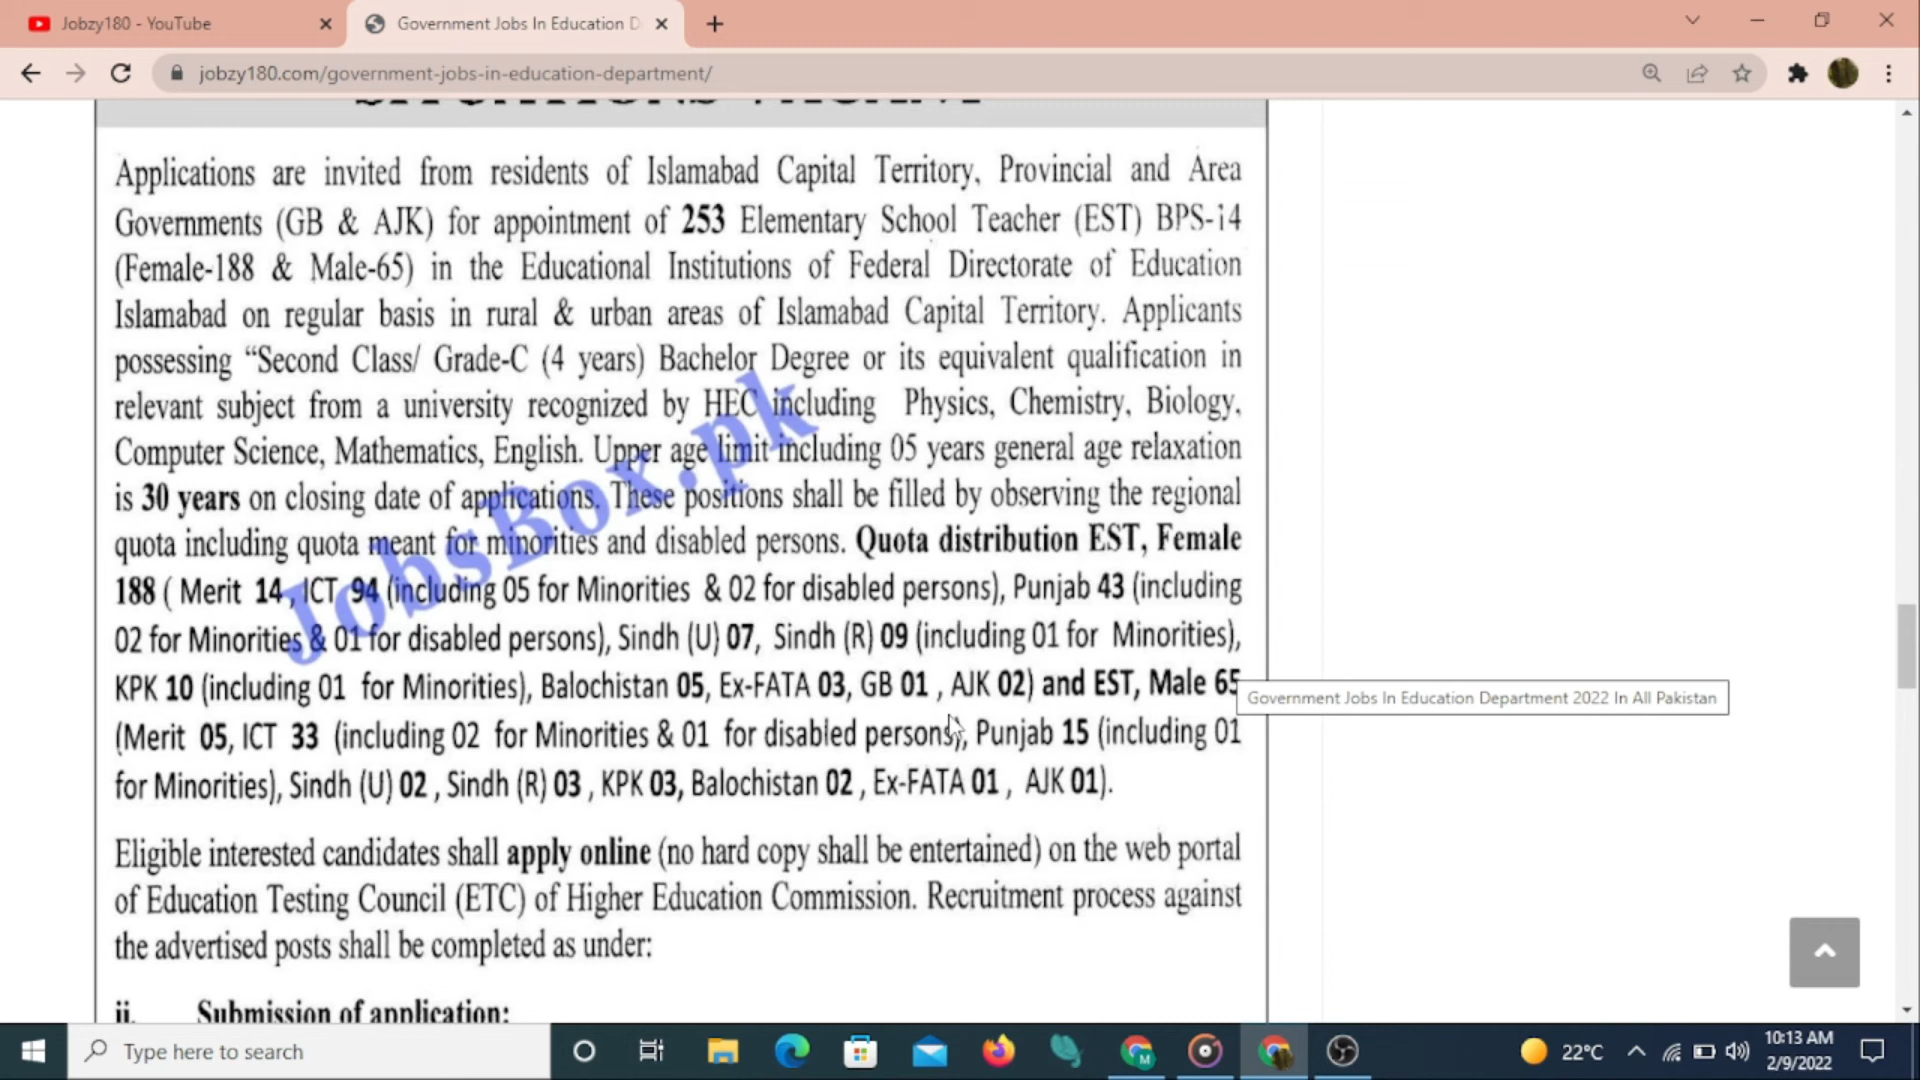 Jobzy180 - YouTube
Government Jobs In Education D
jobzy180.com/government-jobs-in-education-department/
SITUATIONS VACANT
Applications are invited from residents of Islamabad Capital Territory, Provincial and Area
Governments (GB & AJK) for appointment of 253 Elementary School Teacher (EST) BPS-14
(Female-188 & Male-65) in the Educational Institutions of Federal Directorate of Education
Islamabad on regular basis in rural & urban areas of Islamabad Capital Territory. Applicants
possessing “Second Class/ Grade-C (4 years) Bachelor Degree or its equivalent qualification in
relevant subject from a university recognized by HEC including Physics, Chemistry, Biology,
Computer Science, Mathematics, English. Upper age limit including 05 years general age relaxation
is 30 years on closing date of applications. These positions shall be filled by observing the regional
quota including quota meant for minorities and disabled persons. Quota distribution EST, Female
188 ( Merit 14 , ICT 94 (including 05 for Minorities & 02 for disabled persons), Punjab 43 (including
02 for Minorities & 01 for disabled persons), Sindh (U) 07, Sindh (R) 09 (including 01 for Minorities),
KPK 10 (including 01 for Minorities), Balochistan 05, Ex-FATA 03, GB 01 , AJK 02) and EST, Male 65
(Merit 05, ICT 33 (including 02 for Minorities & 01 for disabled persons), Punjab 15 (including 01
for Minorities), Sindh (U) 02 , Sindh (R) 03 , KPK 03, Balochistan 02 , Ex-FATA 01 , AJK 01).
JobsBox.pk
Government Jobs In Education Department 2022 In All Pakistan
Eligible interested candidates shall apply online (no hard copy shall be entertained) on the web portal
of Education Testing Council (ETC) of Higher Education Commission. Recruitment process against
the advertised posts shall be completed as under:
ii. Submission of application:
Type here to search
M
22°C
10:13 AM
2/9/2022